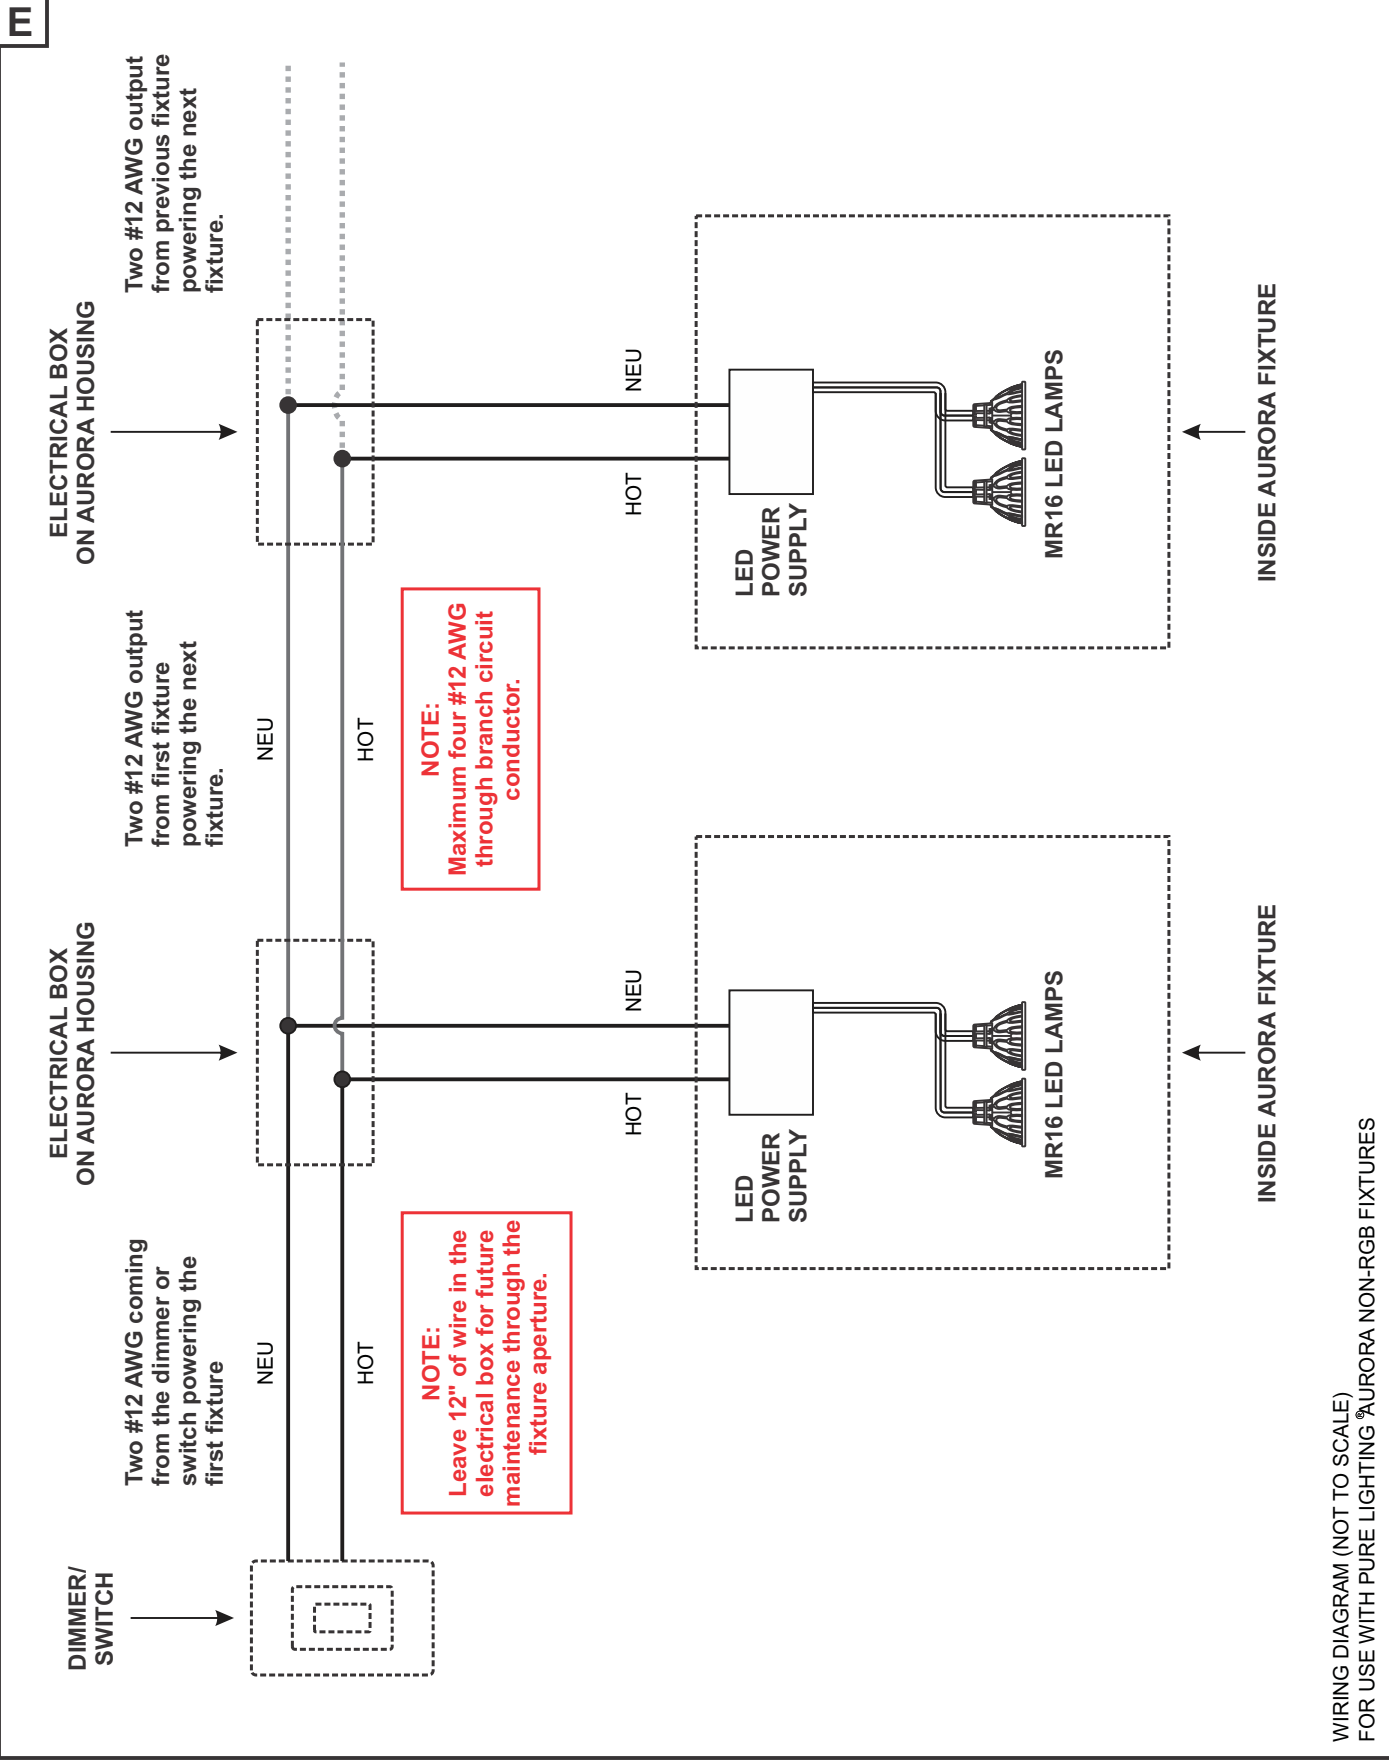 E
DIMMER/
SWITCH
Two #12 AWG coming
from the dimmer or
switch powering the
first fixture
NEU
HOT
NOTE:
Leave 12" of wire in the
electrical box for future
maintenance through the
fixture aperture.
ELECTRICAL BOX
ON AURORA HOUSING
HOT
NEU
LED
POWER
SUPPLY
MR16 LED LAMPS
INSIDE AURORA FIXTURE
Two #12 AWG output
from first fixture
powering the next
fixture.
NEU
HOT
NOTE:
Maximum four #12 AWG
through branch circuit
conductor.
ELECTRICAL BOX
ON AURORA HOUSING
HOT
NEU
LED
POWER
SUPPLY
MR16 LED LAMPS
INSIDE AURORA FIXTURE
Two #12 AWG output
from previous fixture
powering the next
fixture.
WIRING DIAGRAM (NOT TO SCALE)
FOR USE WITH PURE LIGHTING® AURORA NON-RGB FIXTURES